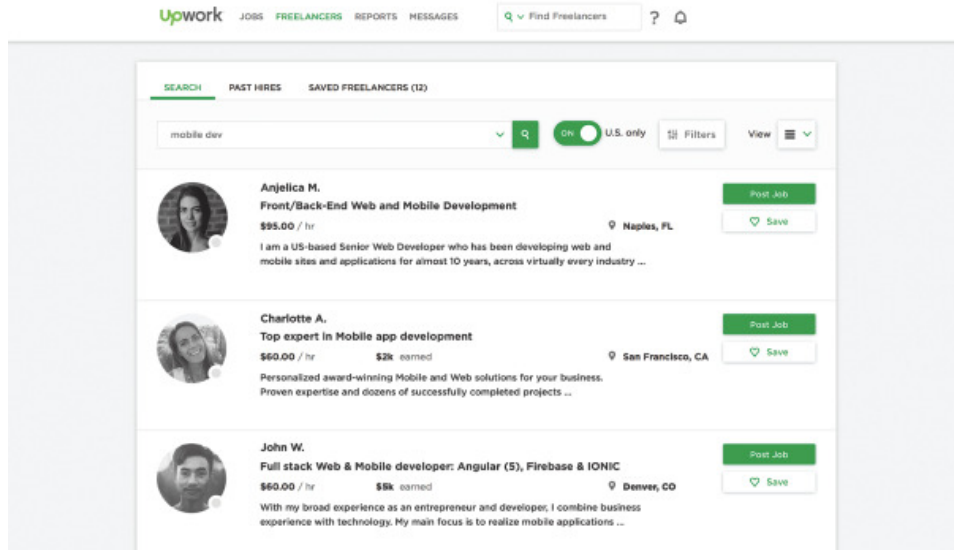 Upwork JOBS FREELANCERS REPORTS MESSAGES Find Freelancers ?
SEARCH PAST HIRES SAVED FREELANCERS (12)
mobile dev ON U.S. only Filters View
Anjelica M.
Post Job
Front/Back-End Web and Mobile Development
$95.00 / hr Naples, FL
Save
I am a US-based Senior Web Developer who has been developing web and
mobile sites and applications for almost 10 years, across virtually every industry ...
Charlotte A.
Post Job
Top expert in Mobile app development
$60.00 / hr $2k earned San Francisco, CA
Save
Personalized award-winning Mobile and Web solutions for your business.
Proven expertise and dozens of successfully completed projects ...
John W.
Post Job
Full stack Web & Mobile developer: Angular (5), Firebase & IONIC
$60.00 / hr $5k earned Denver, CO
Save
With my broad experience as an entrepreneur and developer, I combine business
experience with technology. My main focus is to realize mobile applications ...